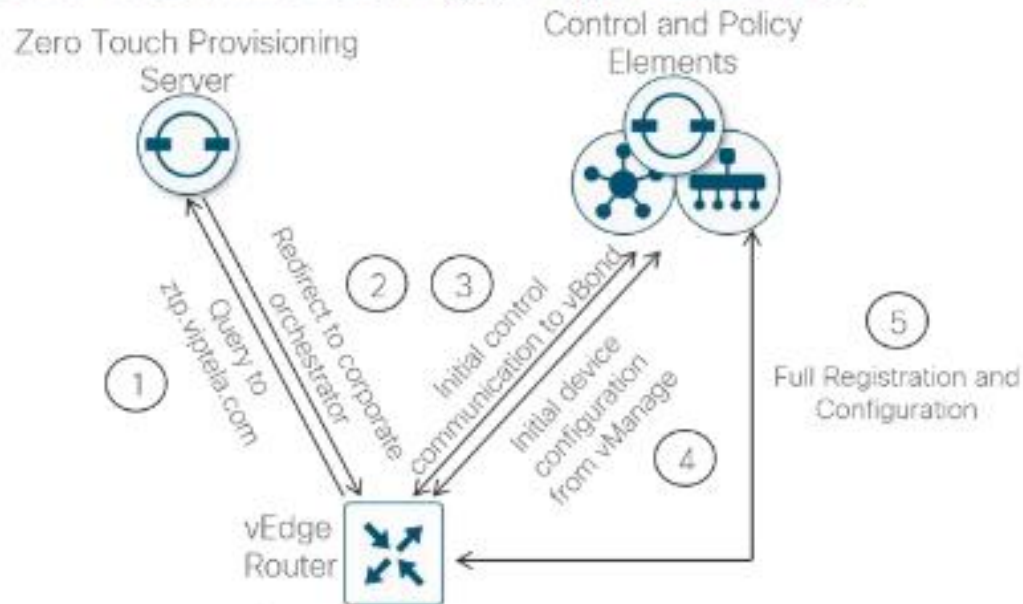 Zero Touch Provisioning
Server
Control and Policy
Elements
1
Query to
ztp.viptela.com
Redirect to corporate
orchestrator
2
3
Initial control
communication to vBond
Initial device
configuration
from vManage
4
5
Full Registration and
Configuration
vEdge
Router